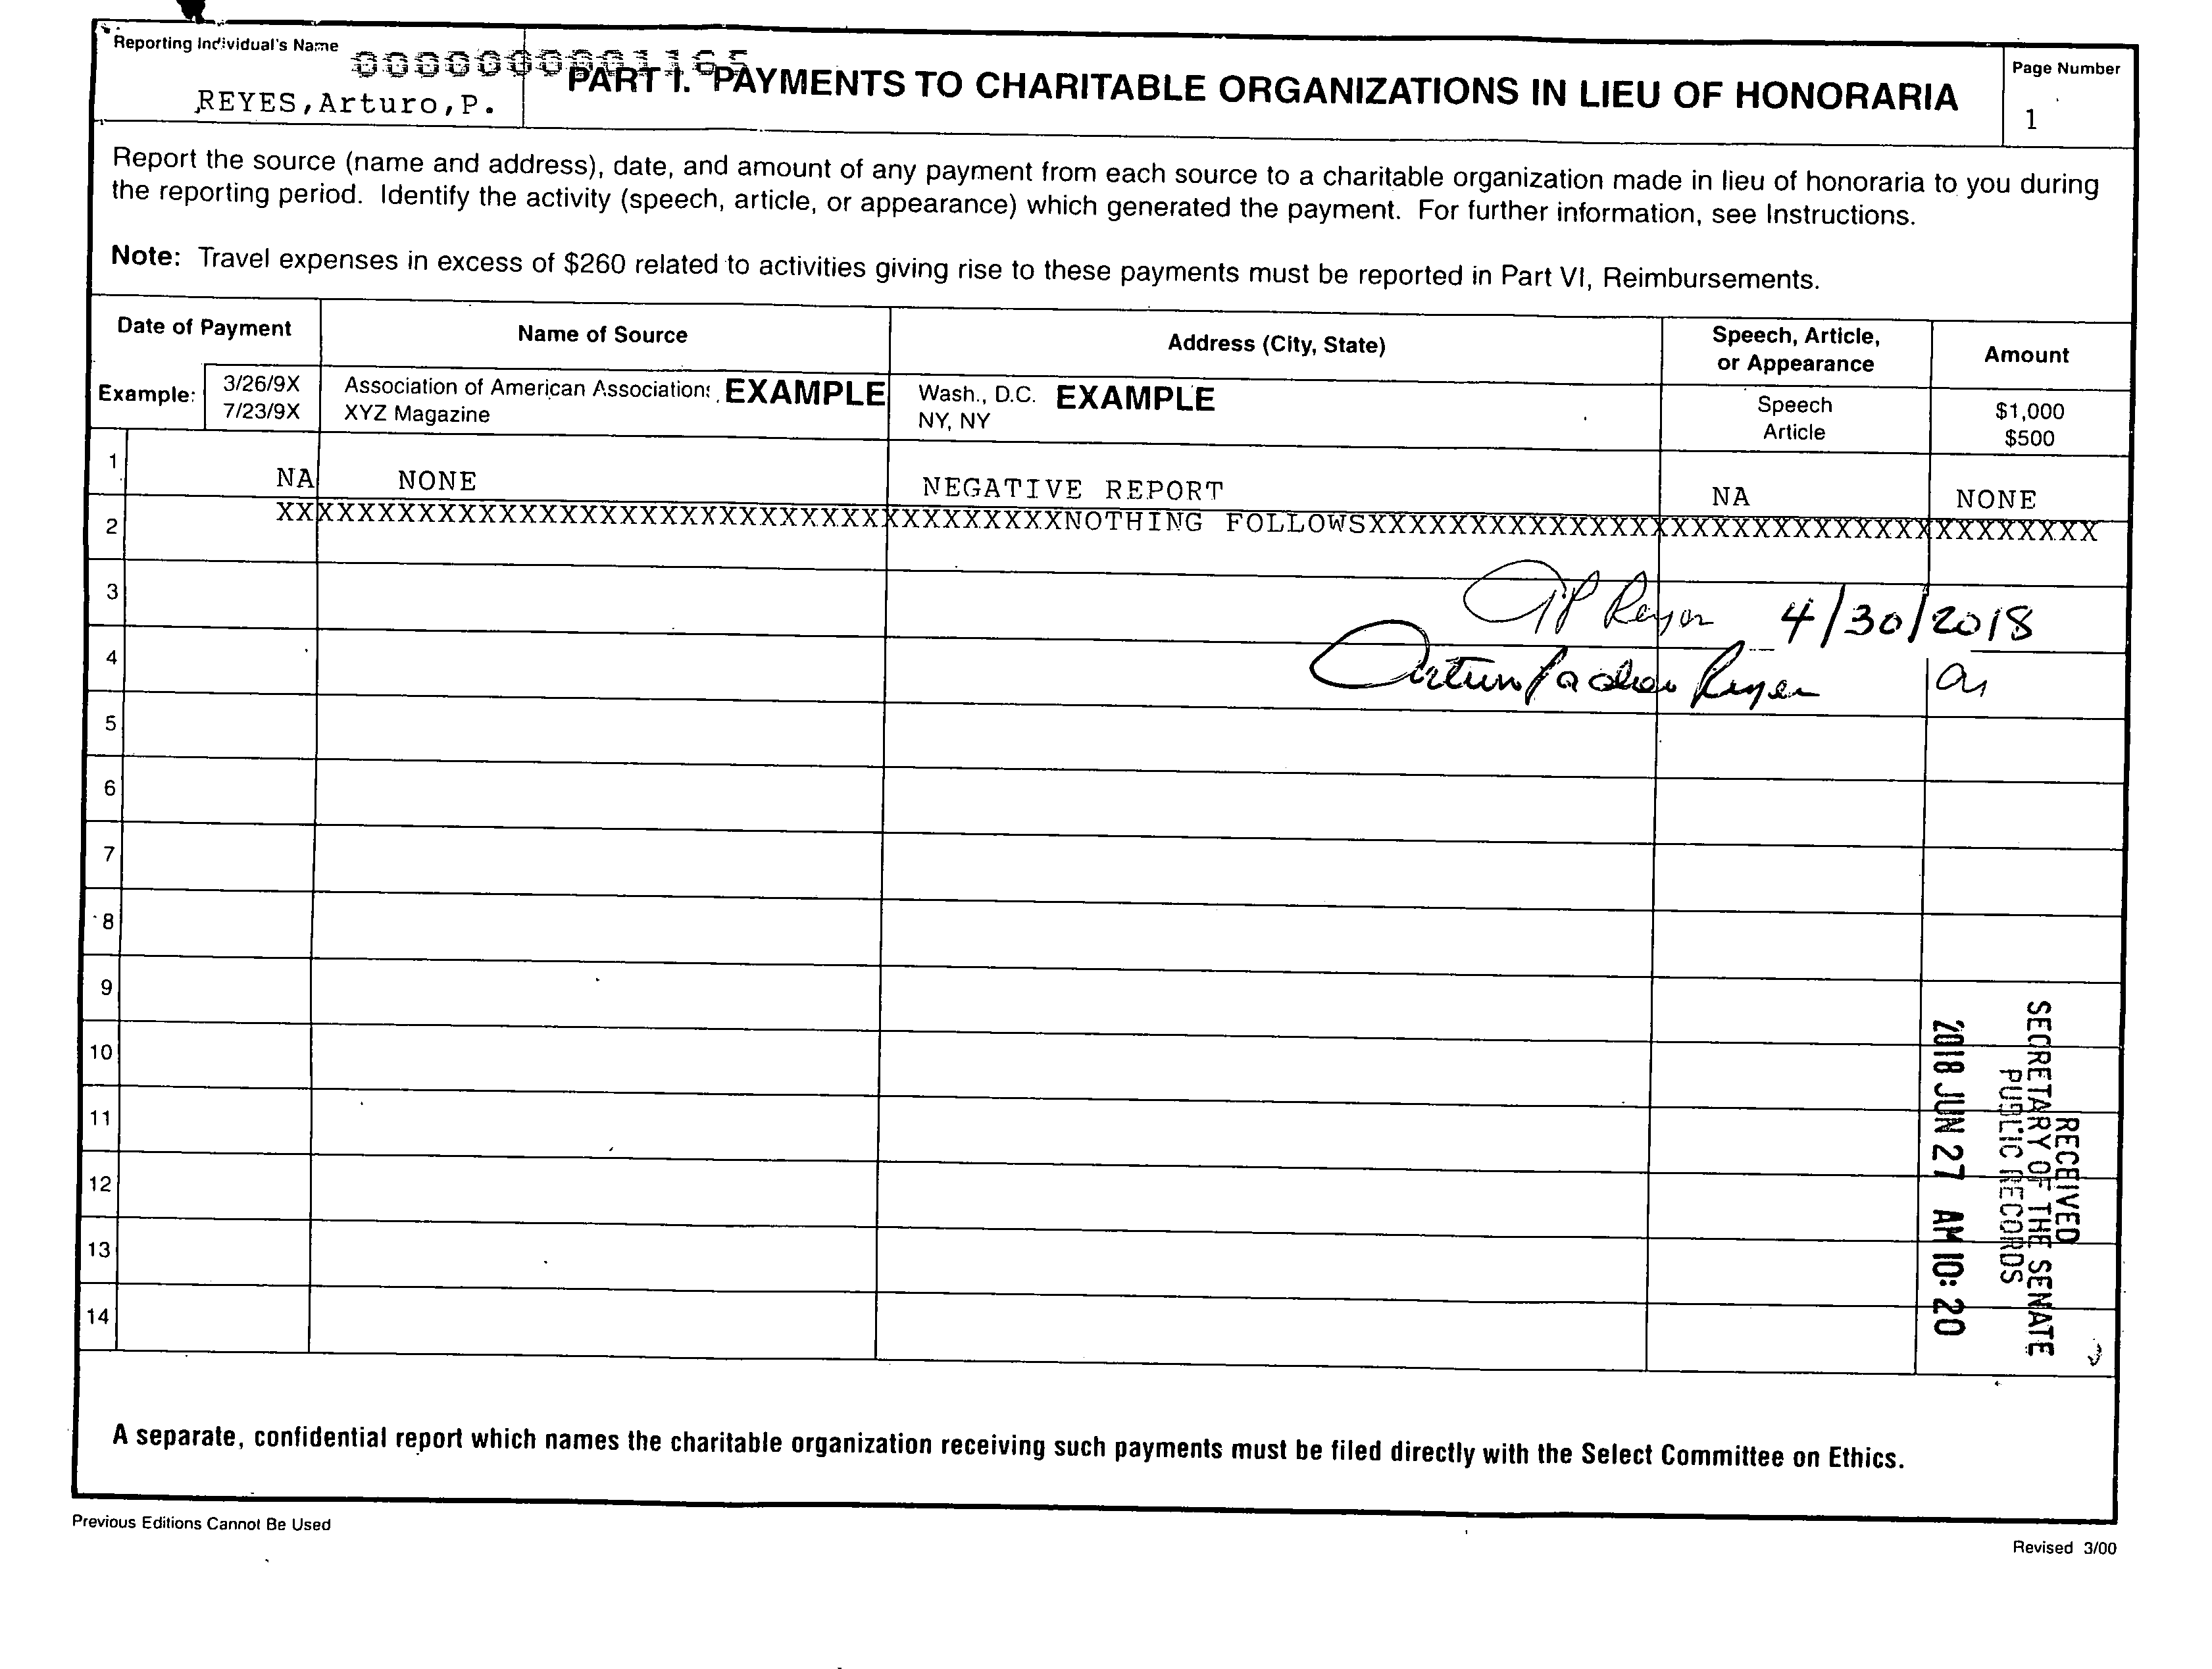 Reporting Individual's Name
0000000001165
REYES,Arturo,P.
PART I. PAYMENTS TO CHARITABLE ORGANIZATIONS IN LIEU OF HONORARIA
Page Number
1
Report the source (name and address), date, and amount of any payment from each source to a charitable organization made in lieu of honoraria to you during
the reporting period. Identify the activity (speech, article, or appearance) which generated the payment. For further information, see Instructions.
Note: Travel expenses in excess of $260 related to activities giving rise to these payments must be reported in Part VI, Reimbursements.
Date of Payment Name of Source Address (City, State) Speech, Article, or Appearance Amount
Example: 3/26/9X Association of American Associations EXAMPLE Wash., D.C. EXAMPLE Speech $1,000
7/23/9X XYZ Magazine NY, NY Article $500
1 NA NONE NEGATIVE REPORT NA NONE
2 XXXXXXXXXXXXXXXXXXXXXXXXXXXXXXXXXXXXXXXNOTHING FOLLOWSXXXXXXXXXXXXXXXXXXXXXXXXXXXXXXXXXXXX
3 AP Reyes 4/30/2018
4 Arturo Pacheco Reyes
5
6
7
8
9
10
11
12
13
14
RECEIVED
SECRETARY OF THE SENATE
PUBLIC RECORDS
2018 JUN 27 AM 10:20
A separate, confidential report which names the charitable organization receiving such payments must be filed directly with the Select Committee on Ethics.
Previous Editions Cannot Be Used
Revised 3/00